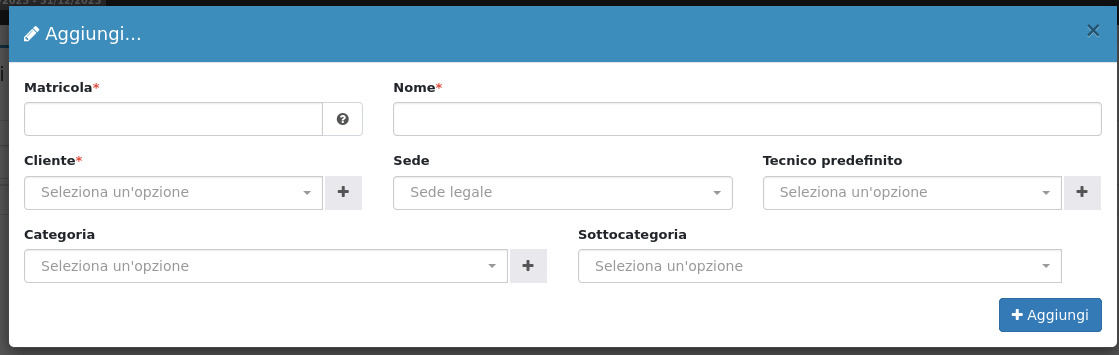 Aggiungi...
×
Matricola*
Nome*
Cliente*
Sede
Tecnico predefinito
Seleziona un'opzione
Sede legale
Seleziona un'opzione
Categoria
Sottocategoria
Seleziona un'opzione
Seleziona un'opzione
Aggiungi